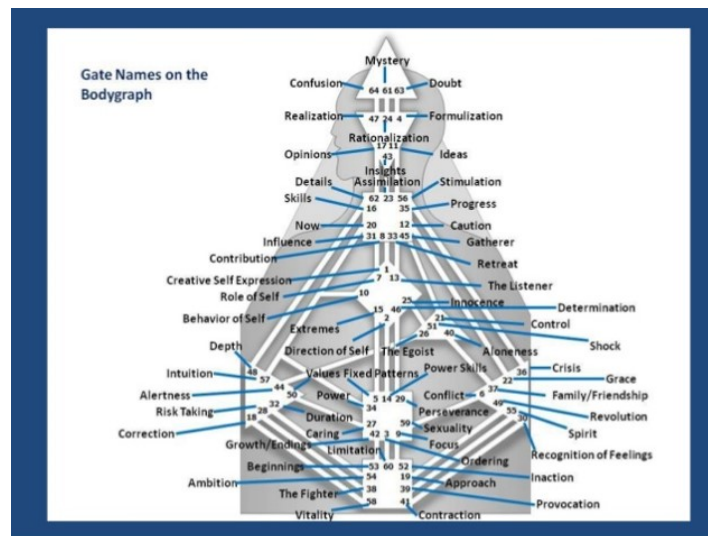 Gate Names on the
Bodygraph
Mystery
Confusion
64 61 63
Doubt
Realization
47 24 4
Formulization
Rationalization
Opinions
17 11
Ideas
43
Insights
Details
Assimilation
Stimulation
Skills
62 23 56
16
35
Progress
Now
20
12
Caution
Influence
31 8 33 45
Gatherer
Contribution
Retreat
Creative Self Expression
1
7 13
The Listener
Role of Self
10
25
Innocence
Behavior of Self
15
46
Determination
2
21
Control
Extremes
51
Shock
26
40
Direction of Self
The Egoist
Aloneness
Depth
48
36
Crisis
Intuition
57
Values
Fixed Patterns
Power Skills
22
Grace
Alertness
44
50
Power
5 14 29
Conflict
6
37
Family/Friendship
Risk Taking
32
34
49
Revolution
28
Duration
Perseverance
55
Spirit
Correction
18
Caring
27
59
Sexuality
30
Growth/Endings
42 3 9
Focus
Recognition of Feelings
Limitation
Ordering
Beginnings
53 60 52
Inaction
Ambition
54
19
Approach
The Fighter
38
39
Provocation
Vitality
58
41
Contraction